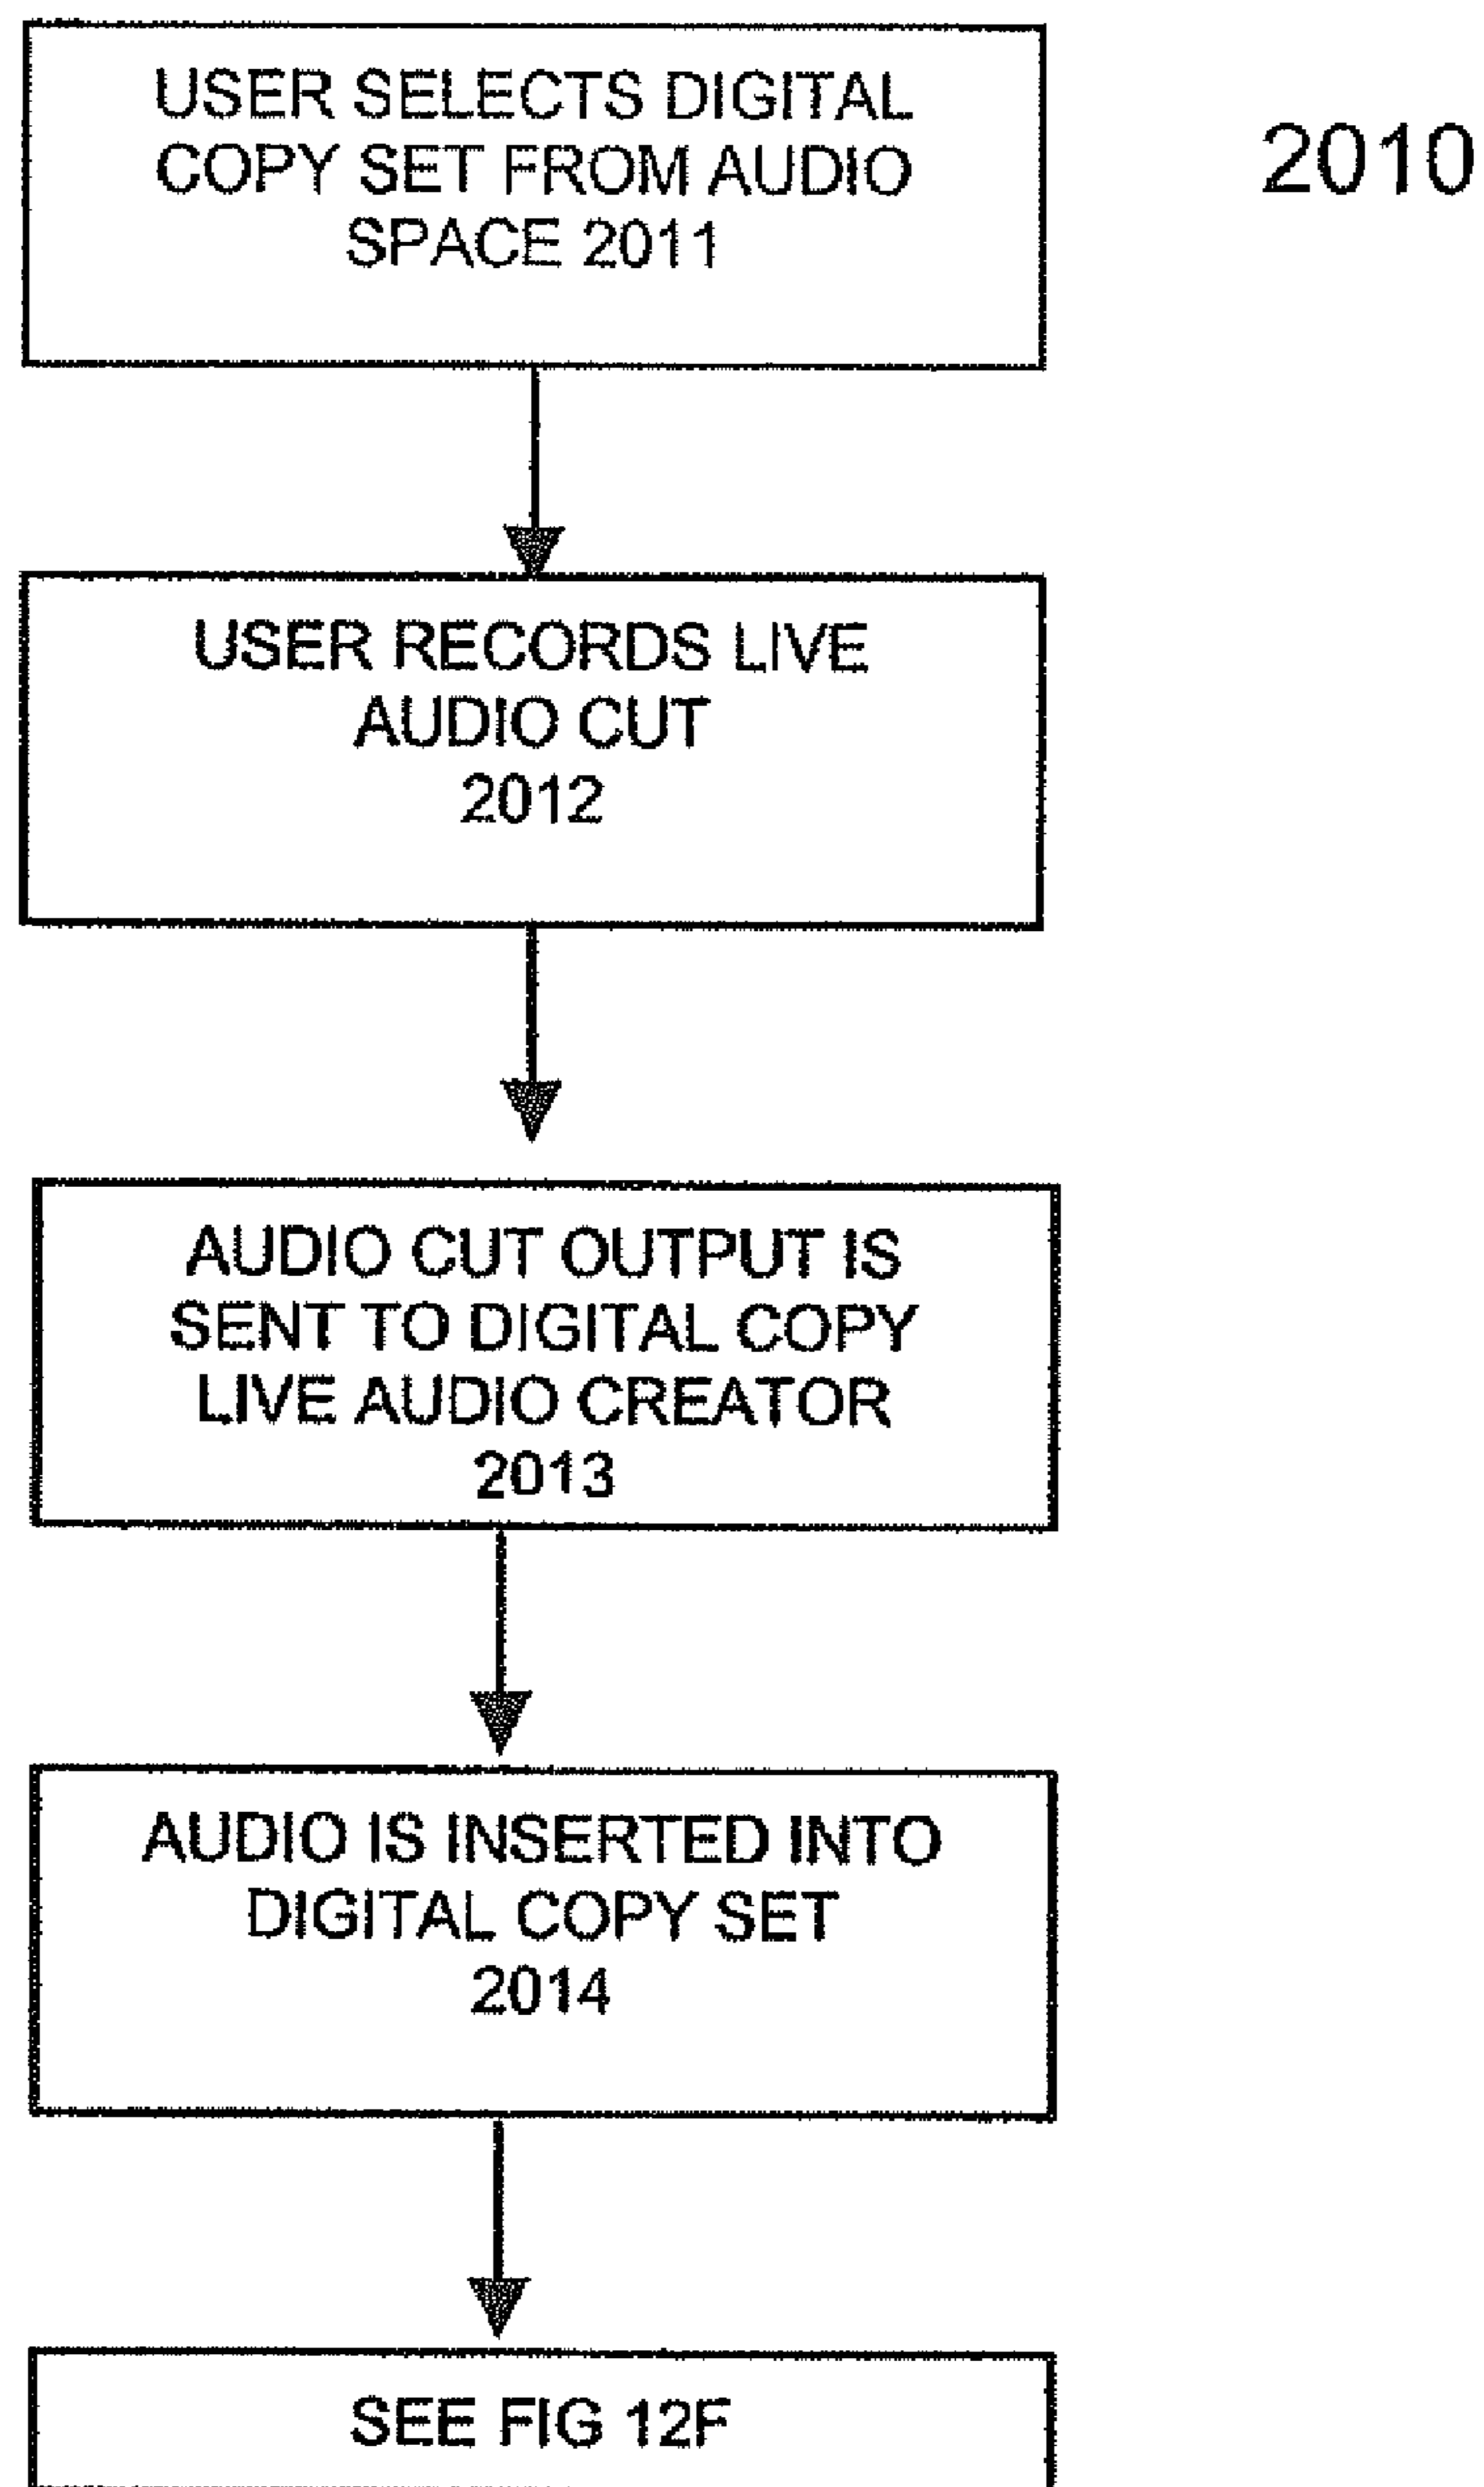 USER SELECTS DIGITAL
COPY SET FROM AUDIO
SPACE 2011
2010
USER RECORDS LIVE
AUDIO CUT
2012
AUDIO CUT OUTPUT IS
SENT TO DIGITAL COPY
LIVE AUDIO CREATOR
2013
AUDIO IS INSERTED INTO
DIGITAL COPY SET
2014
SEE FIG 12F